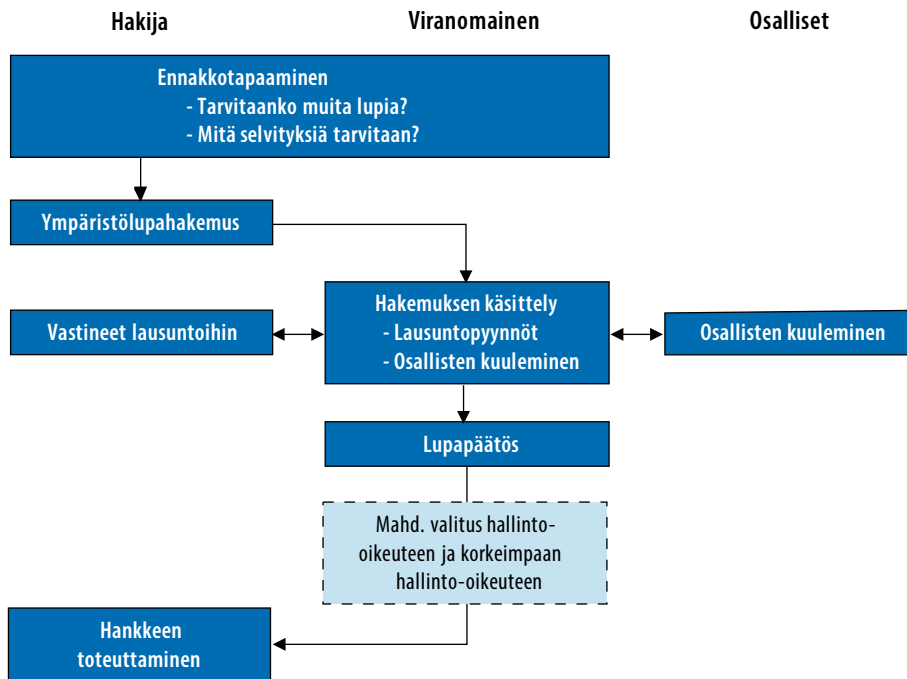 Hakija
Viranomainen
Osalliset
Ennakkotapaaminen
- Tarvitaanko muita lupia?
- Mitä selvityksiä tarvitaan?
Ympäristölupahakemus
Vastineet lausuntoihin
Hakemuksen käsittely
- Lausuntopyynnöt
- Osallisten kuuleminen
Osallisten kuuleminen
Lupapäätös
Mahd. valitus hallinto-
oikeuteen ja korkeimpaan
hallinto-oikeuteen
Hankkeen
toteuttaminen